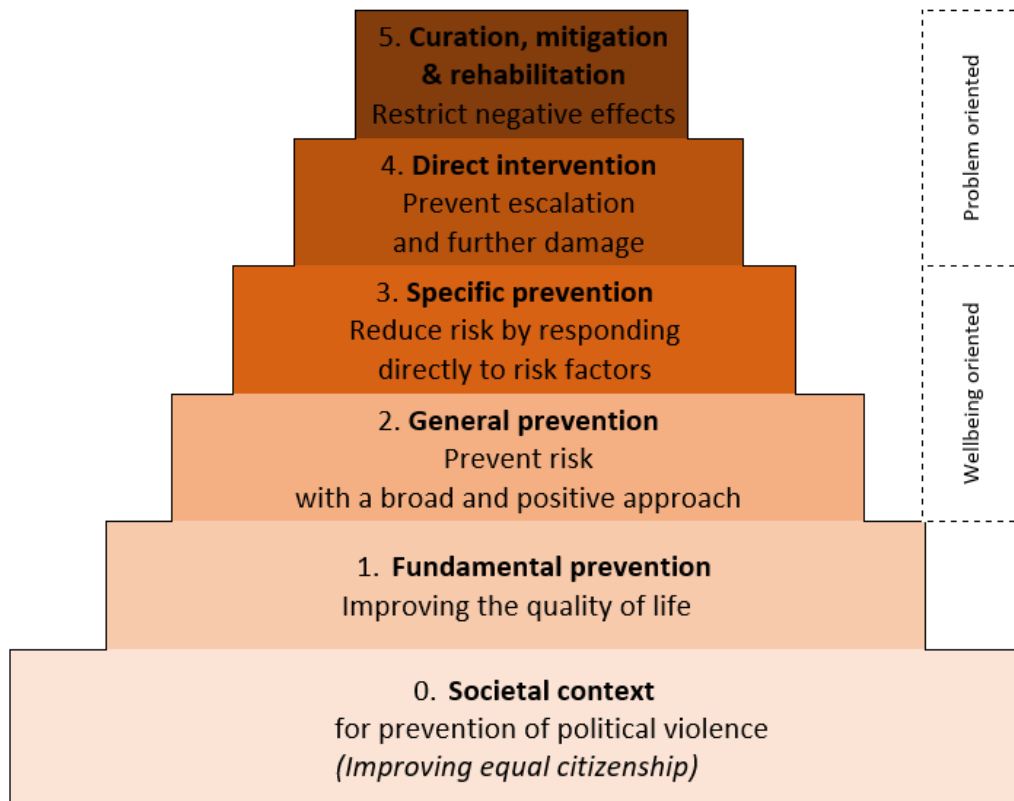 5. Curation, mitigation
& rehabilitation
Restrict negative effects
4. Direct intervention
Prevent escalation
and further damage
3. Specific prevention
Reduce risk by responding
directly to risk factors
2. General prevention
Prevent risk
with a broad and positive approach
1. Fundamental prevention
Improving the quality of life
0. Societal context
for prevention of political violence
(Improving equal citizenship)
Problem oriented
Wellbeing oriented